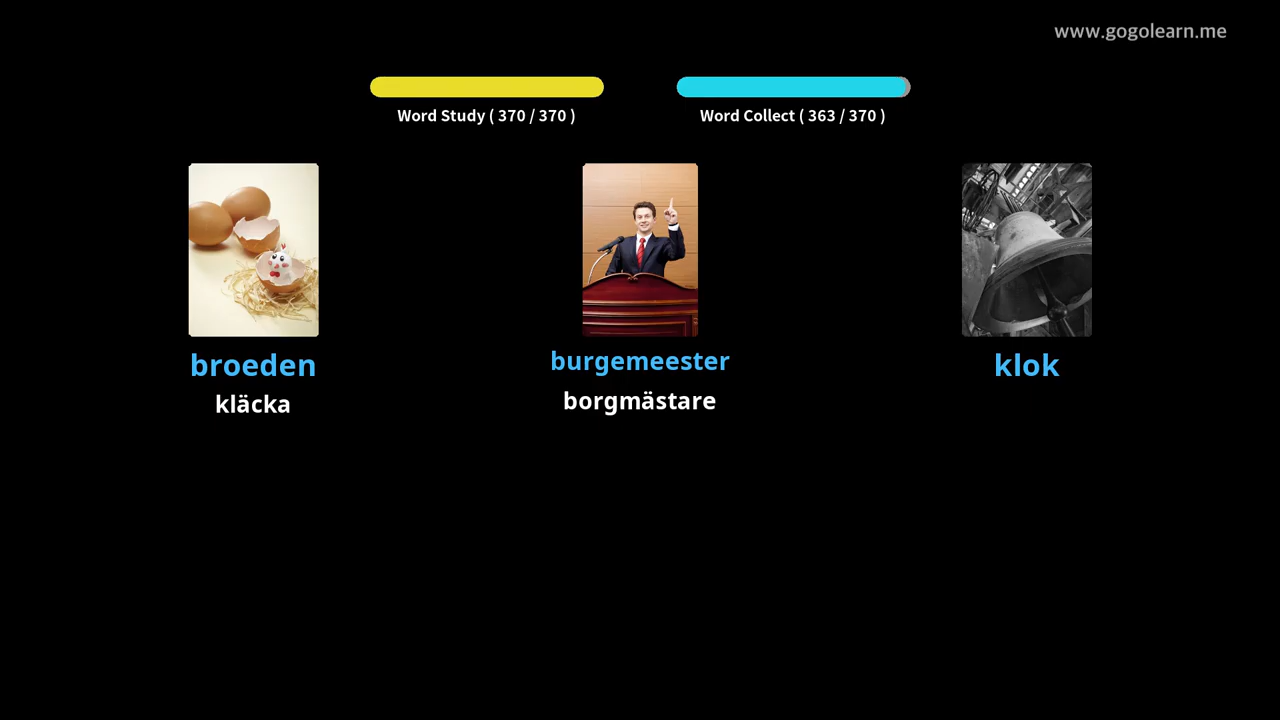 www.gogolearn.me
Word Study ( 370 / 370 )
Word Collect ( 363 / 370 )
broeden
kläcka
burgemeester
borgmästare
klok